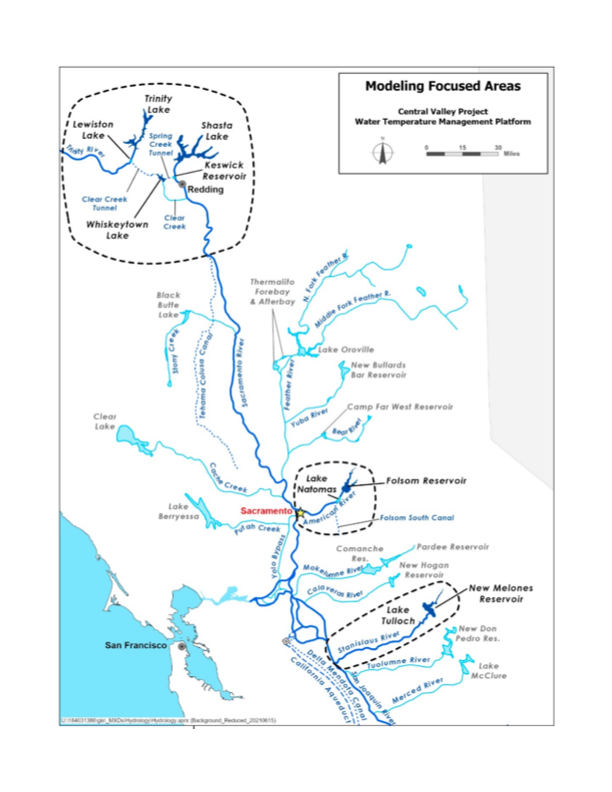 Modeling Focused Areas
Central Valley Project
Water Temperature Management Platform
0 15 30
Miles
Trinity
Lake
Lewiston
Lake
Shasta
Lake
Spring
Creek
Tunnel
Trinity River
Keswick
Reservoir
Redding
Clear Creek
Tunnel
Whiskeytown
Lake
Clear
Creek
N. Fork Feather R.
Middle Fork Feather R.
Thermalito
Forebay
& Afterbay
Black
Butte
Lake
Stony Creek
Tehama Colusa Canal
Sacramento River
Feather River
Lake Oroville
New Bullards
Bar Reservoir
Yuba River
Camp Far West Reservoir
Bear River
Clear
Lake
Cache Creek
Lake
Natomas
Folsom Reservoir
American River
Sacramento
Folsom South Canal
Lake
Berryessa
Putah Creek
Yolo Bypass
Comanche
Res.
Pardee Reservoir
Mokelumne River
New Hogan
Reservoir
Calaveras River
New Melones
Reservoir
Lake
Tulloch
Stanislaus River
New Don
Pedro Res.
Tuolumne River
Lake
McClure
Merced River
San Francisco
Delta Mendota Canal
California Aqueduct
San Joaquin River